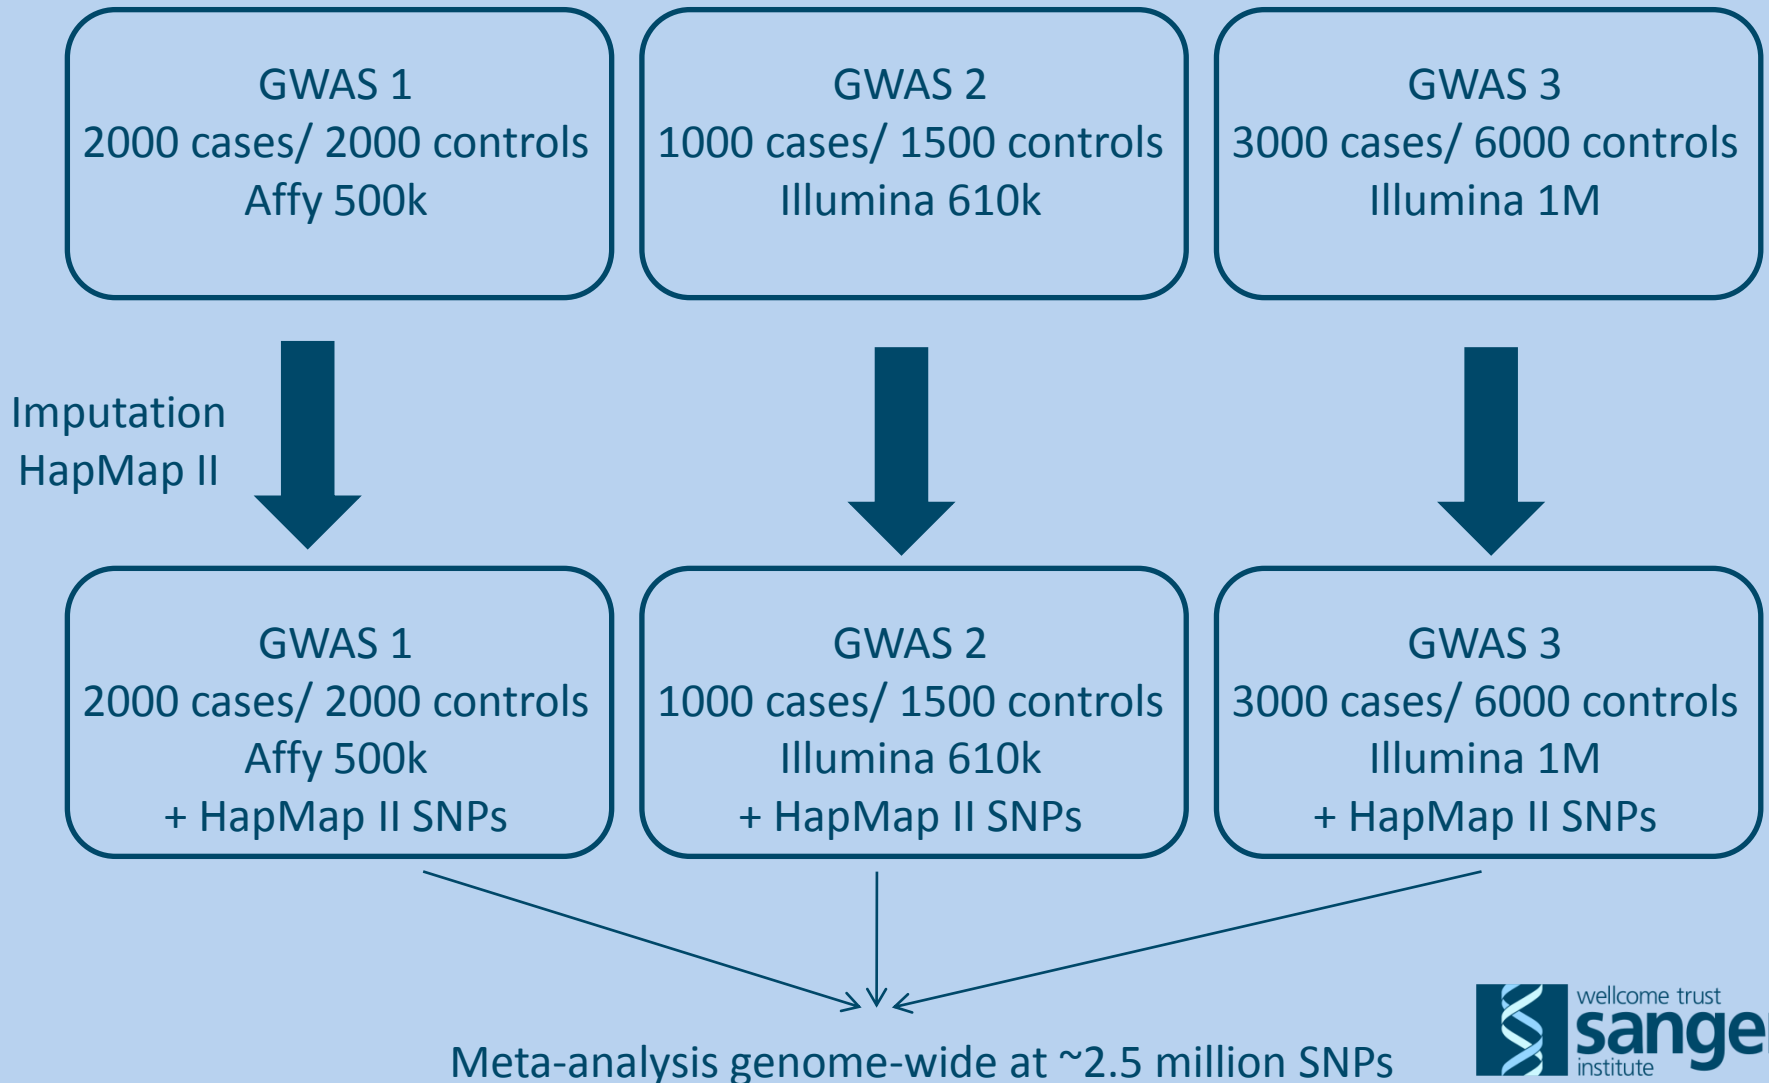 GWAS 1
2000 cases/ 2000 controls
Affy 500k
GWAS 2
1000 cases/ 1500 controls
Illumina 610k
GWAS 3
3000 cases/ 6000 controls
Illumina 1M
Imputation
HapMap II
GWAS 1
2000 cases/ 2000 controls
Affy 500k
+ HapMap II SNPs
GWAS 2
1000 cases/ 1500 controls
Illumina 610k
+ HapMap II SNPs
GWAS 3
3000 cases/ 6000 controls
Illumina 1M
+ HapMap II SNPs
Meta-analysis genome-wide at ~2.5 million SNPs
wellcome trust
sanger
institute